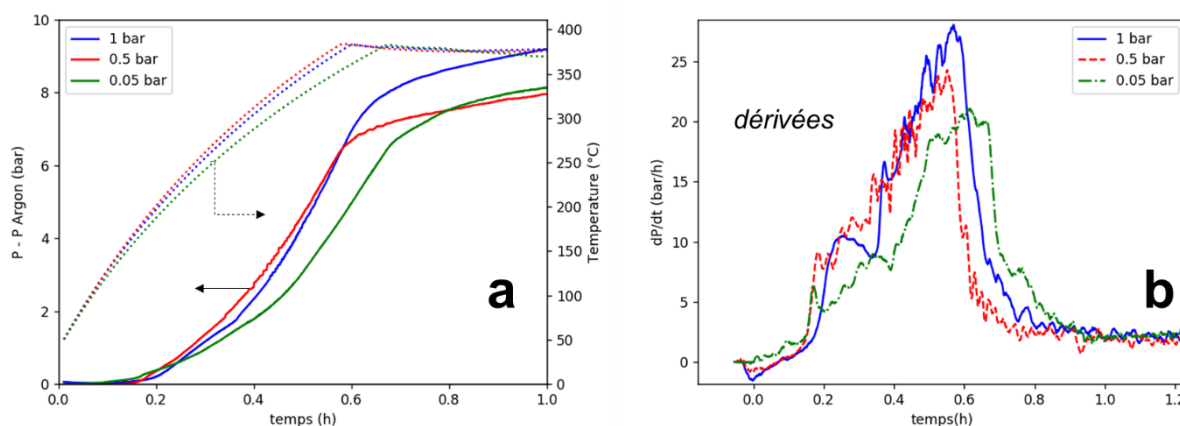 10
8
6
4
2
0
P - P Argon (bar)
1 bar
0.5 bar
0.05 bar
400
350
300
250
200
150
100
50
0
Temperature (°C)
a
0.0 0.2 0.4 0.6 0.8 1.0
temps (h)
25
20
15
10
5
0
dP/dt (bar/h)
dérivées
1 bar
0.5 bar
0.05 bar
b
0.0 0.2 0.4 0.6 0.8 1.0 1.2
temps(h)